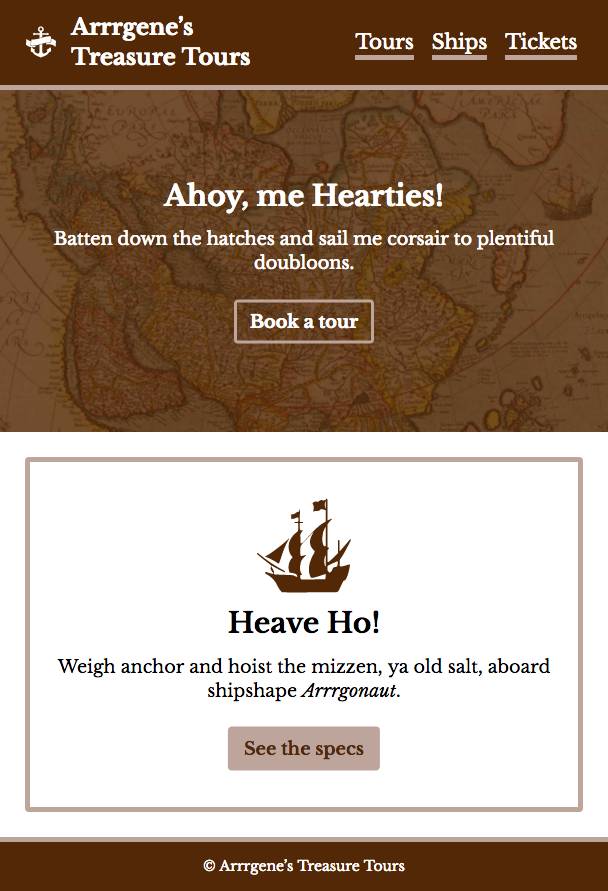 Arrrgene’s
Treasure Tours
Tours Ships Tickets
Ahoy, me Hearties!
Batten down the hatches and sail me corsair to plentiful
doubloons.
Book a tour
Heave Ho!
Weigh anchor and hoist the mizzen, ya old salt, aboard
shipshape Arrrgonaut.
See the specs
© Arrrgene’s Treasure Tours